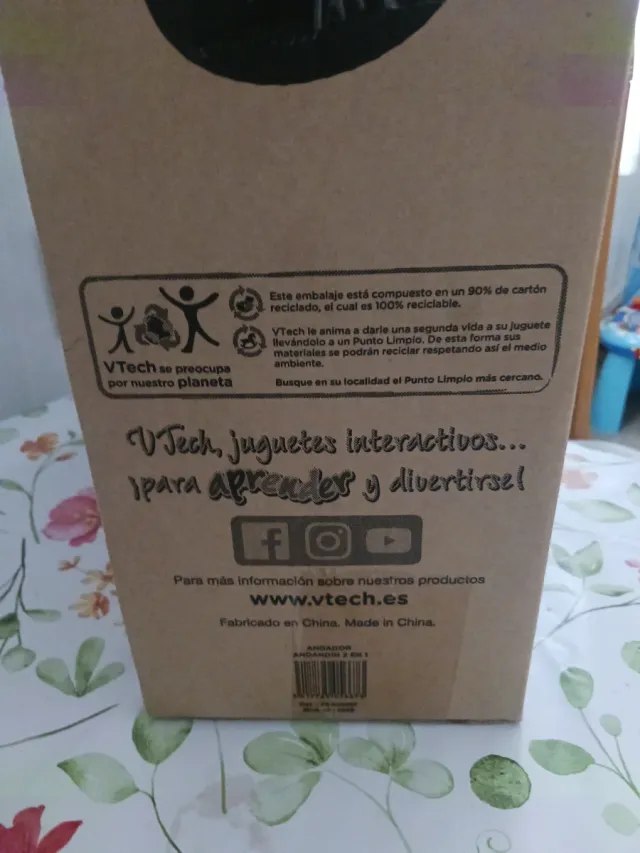 Este embalaje está compuesto en un 90% de cartón
reciclado, el cual es 100% reciclable.
VTech le anima a darle una segunda vida a su juguete
llevándolo a un Punto Limpio. De esta forma sus
materiales se podrán reciclar respetando así el medio
ambiente.
Busque en su localidad el Punto Limpio más cercano.
VTech se preocupa
por nuestro planeta
VTech, juguetes interactivos...
¡para aprender y divertirse!
Para más información sobre nuestros productos
www.vtech.es
Fabricado en China. Made in China.
ANDADOR
ANDANDÍN 2 EN 1